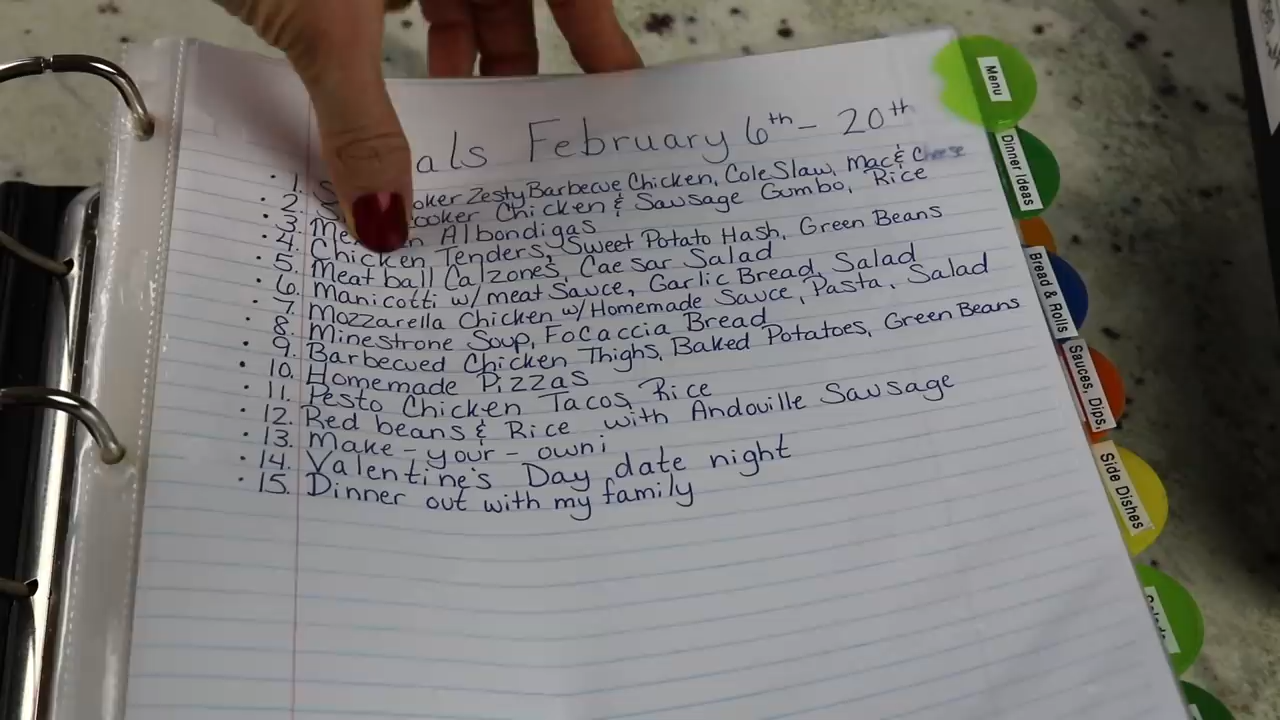 als February 6th - 20th
• 1. S oker Zesty Barbecue Chicken, Cole Slaw, Mac & Cheese
• 2. S cooker Chicken & Sausage Gumbo, Rice
• 3. Me n Albondigas
• 4. Chicken Tenders, Sweet Potato Hash, Green Beans
• 5. Meatball Calzones, Caesar Salad
• 6. Manicotti w/meat Sauce, Garlic Bread, Salad
• 7. Mozzarella Chicken w/Homemade Sauce, Pasta, Salad
• 8. Minestrone Soup, Focaccia Bread
• 9. Barbecued Chicken Thighs, Baked Potatoes, Green Beans
• 10. Homemade Pizzas
• 11. Pesto Chicken Tacos, Rice
• 12. Red beans & Rice with Andouille Sausage
• 13. Make - your - own!
• 14. Valentine's Day date night
• 15. Dinner out with my family
Menu
Dinner Ideas
Bread & Rolls
Sauces, Dips,
Side Dishes